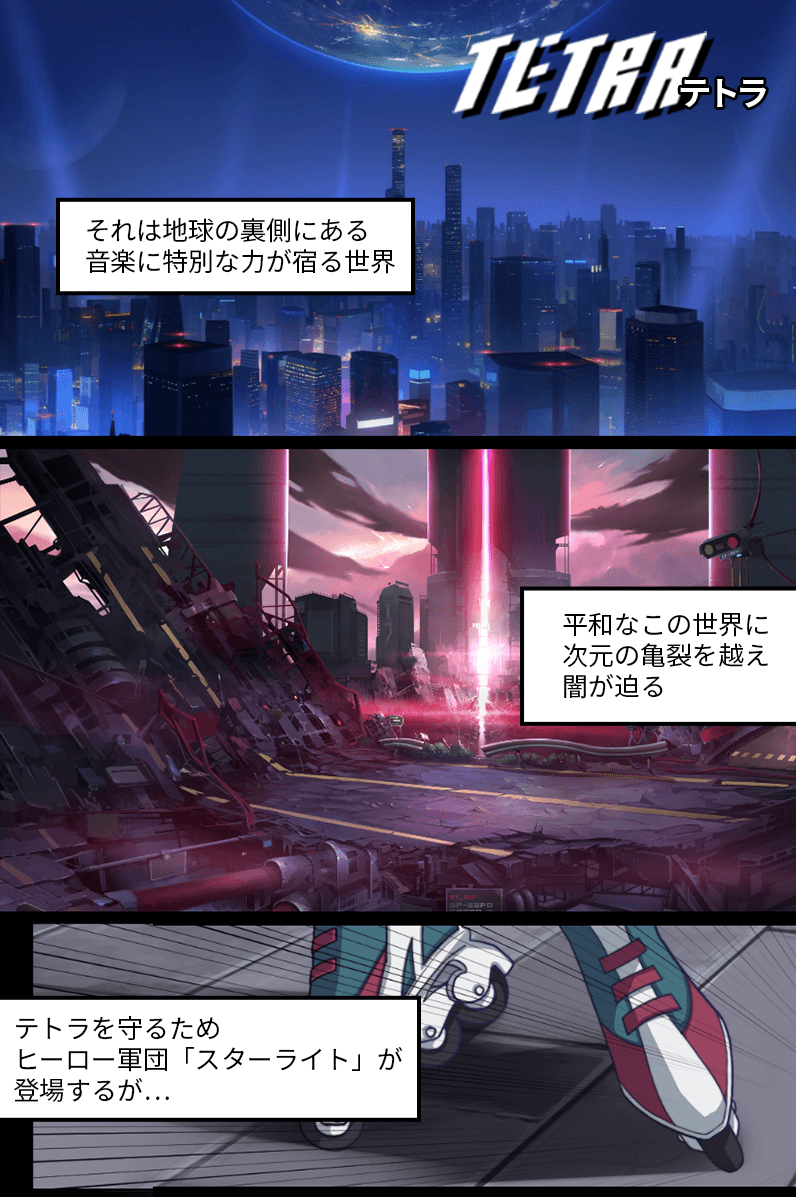 TETRA
テトラ
それは地球の裏側にある
音楽に特別な力が宿る世界
平和なこの世界に
次元の亀裂を越え
闇が迫る
テトラを守るため
ヒーロー軍団「スターライト」が
登場するが...